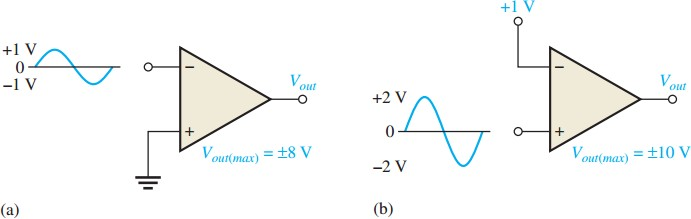 +1 V
0
−1 V
−
+
V_out
V_out(max) = ±8 V
(a)
+1 V
+2 V
0
−2 V
−
+
V_out
V_out(max) = ±10 V
(b)